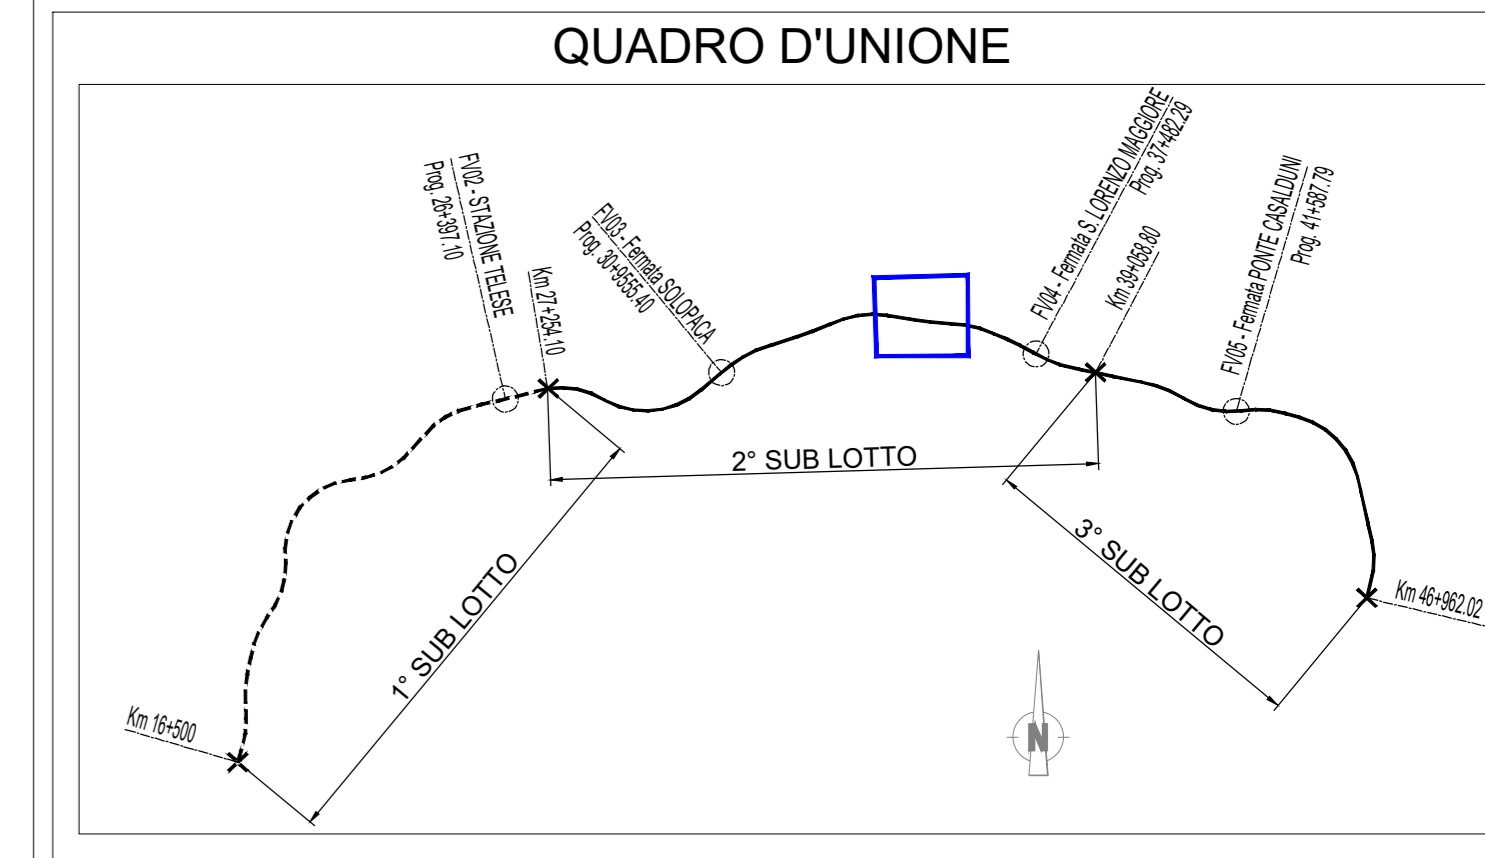 QUADRO D'UNIONE
FV02 - STAZIONE TELESE
Prog. 26+397.10
Km 27+254.10
FV03 - Fermata SOLOPACA
Prog. 30+9555.40
FV04 - Fermata S. LORENZO MAGGIORE
Prog. 37+482.29
Km 39+058.80
FV05 - Fermata PONTE CASALDUNI
Prog. 41+587.79
2° SUB LOTTO
1° SUB LOTTO
3° SUB LOTTO
Km 46+962.02
Km 16+500
N